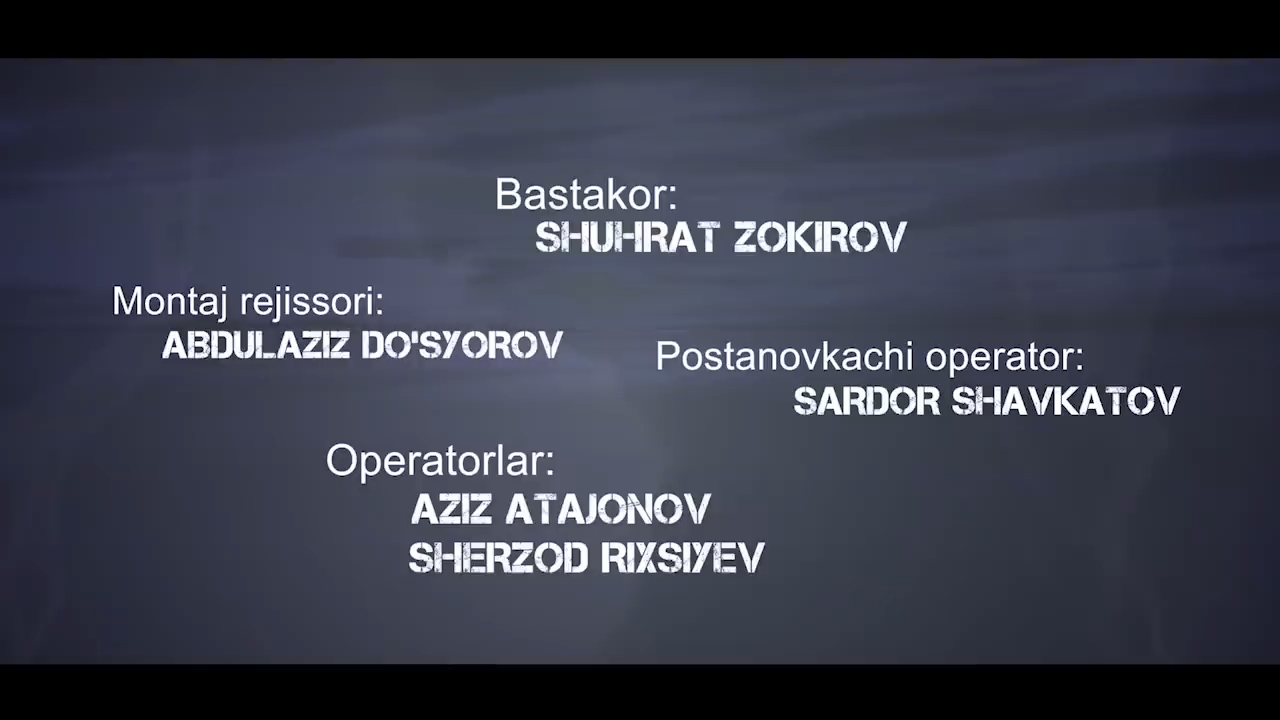 Bastakor:
SHUHRAT ZOKIROV
Montaj rejissori:
ABDULAZIZ DO'SYOROV
Postanovkachi operator:
SARDOR SHAVKATOV
Operatorlar:
AZIZ ATAJONOV
SHERZOD RIXSIYEV